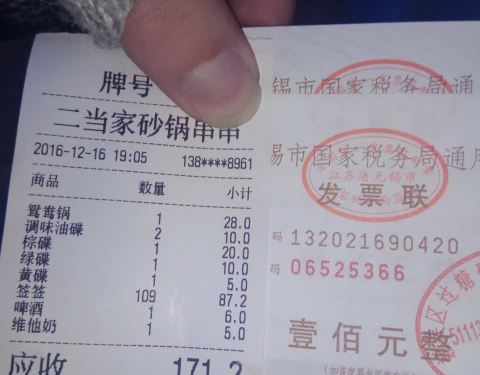 牌号
二当家砂锅串串
2016-12-16 19:05 138****8961
商品 数量 小计
鸳鸯锅 1 28.0
调味油碟 2 10.0
棕碟 1 20.0
绿碟 1 10.0
黄碟 1 5.0
签签 109 87.2
啤酒 1 6.0
维他奶 1 5.0
应收 171.2
锡市国家税务局通
锡市国家税务局通用
江苏省无锡市
发票联
码 132021690420
码 06525366
壹佰元整